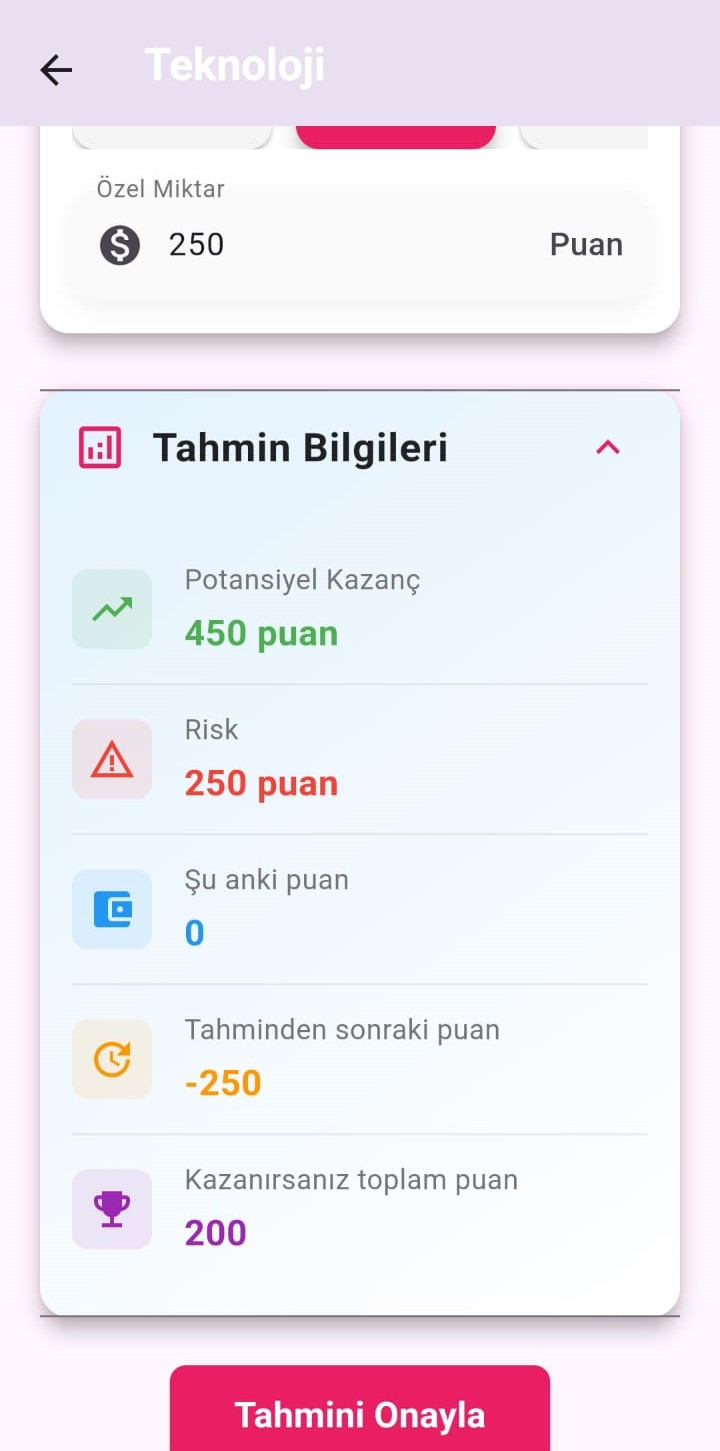 Teknoloji
Özel Miktar
250 Puan
Tahmin Bilgileri
Potansiyel Kazanç
450 puan
Risk
250 puan
Şu anki puan
0
Tahminden sonraki puan
-250
Kazanırsanız toplam puan
200
Tahmini Onayla